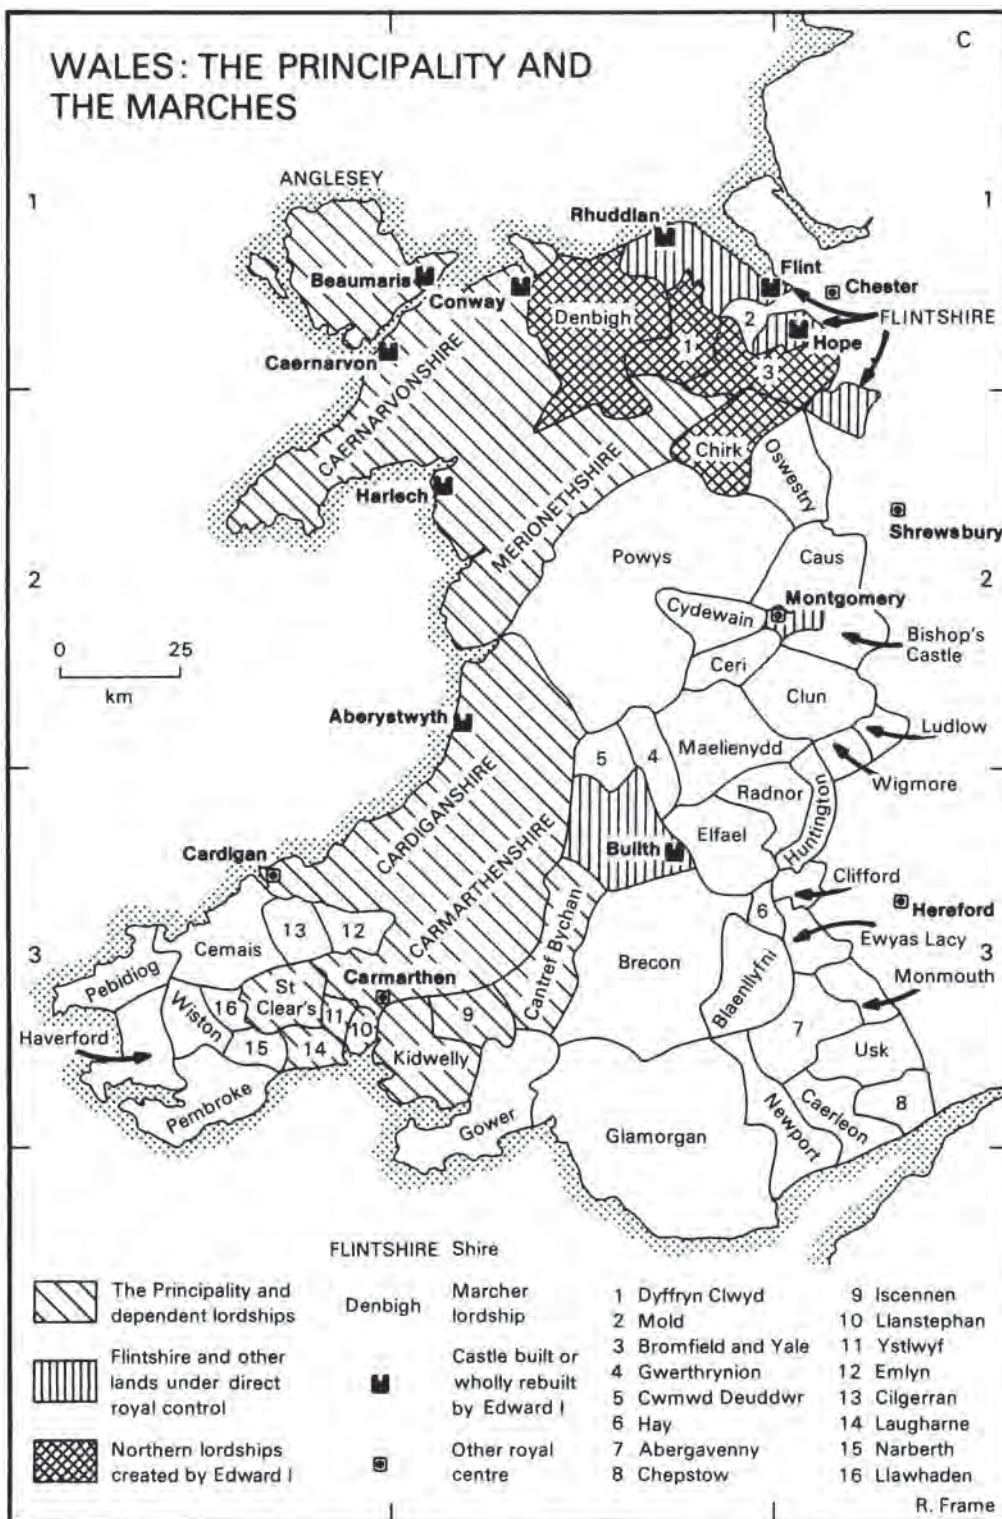 C
WALES: THE PRINCIPALITY AND
THE MARCHES
ANGLESEY
1
1
Rhuddlan
Beaumaris
Conway
Flint
Chester
Denbigh
2
FLINTSHIRE
1
Hope
Caernarvon
3
CAERNARVONSHIRE
Chirk
Oswestry
Harlech
MERIONETHSHIRE
Shrewsbury
Powys
Caus
2
2
Cydewain
Montgomery
Bishop's
Castle
0 25
km
Ceri
Clun
Aberystwyth
Ludlow
5
4
Maelienydd
Wigmore
Radnor
Huntington
CARDIGANSHIRE
Elfael
Builth
Cardigan
CARMARTHENSHIRE
Clifford
Hereford
6
Ewyas Lacy
13
12
Cemais
Cantref Bychan
Brecon
Blaenllyfni
3
3
Monmouth
Pebidiog
Carmarthen
St
Clear's
Wiston
16
11
10
9
Haverford
7
Usk
15
14
Kidwelly
Pembroke
Gower
Glamorgan
Newport
Caerleon
8
FLINTSHIRE Shire
The Principality and
dependent lordships
Denbigh Marcher
lordship
Flintshire and other
lands under direct
royal control
Castle built or
wholly rebuilt
by Edward I
Northern lordships
created by Edward I
Other royal
centre
1 Dyffryn Clwyd
2 Mold
3 Bromfield and Yale
4 Gwerthrynion
5 Cwmwd Deuddwr
6 Hay
7 Abergavenny
8 Chepstow
9 Iscennen
10 Llanstephan
11 Ystlwyf
12 Emlyn
13 Cilgerran
14 Laugharne
15 Narberth
16 Llawhaden
R. Frame